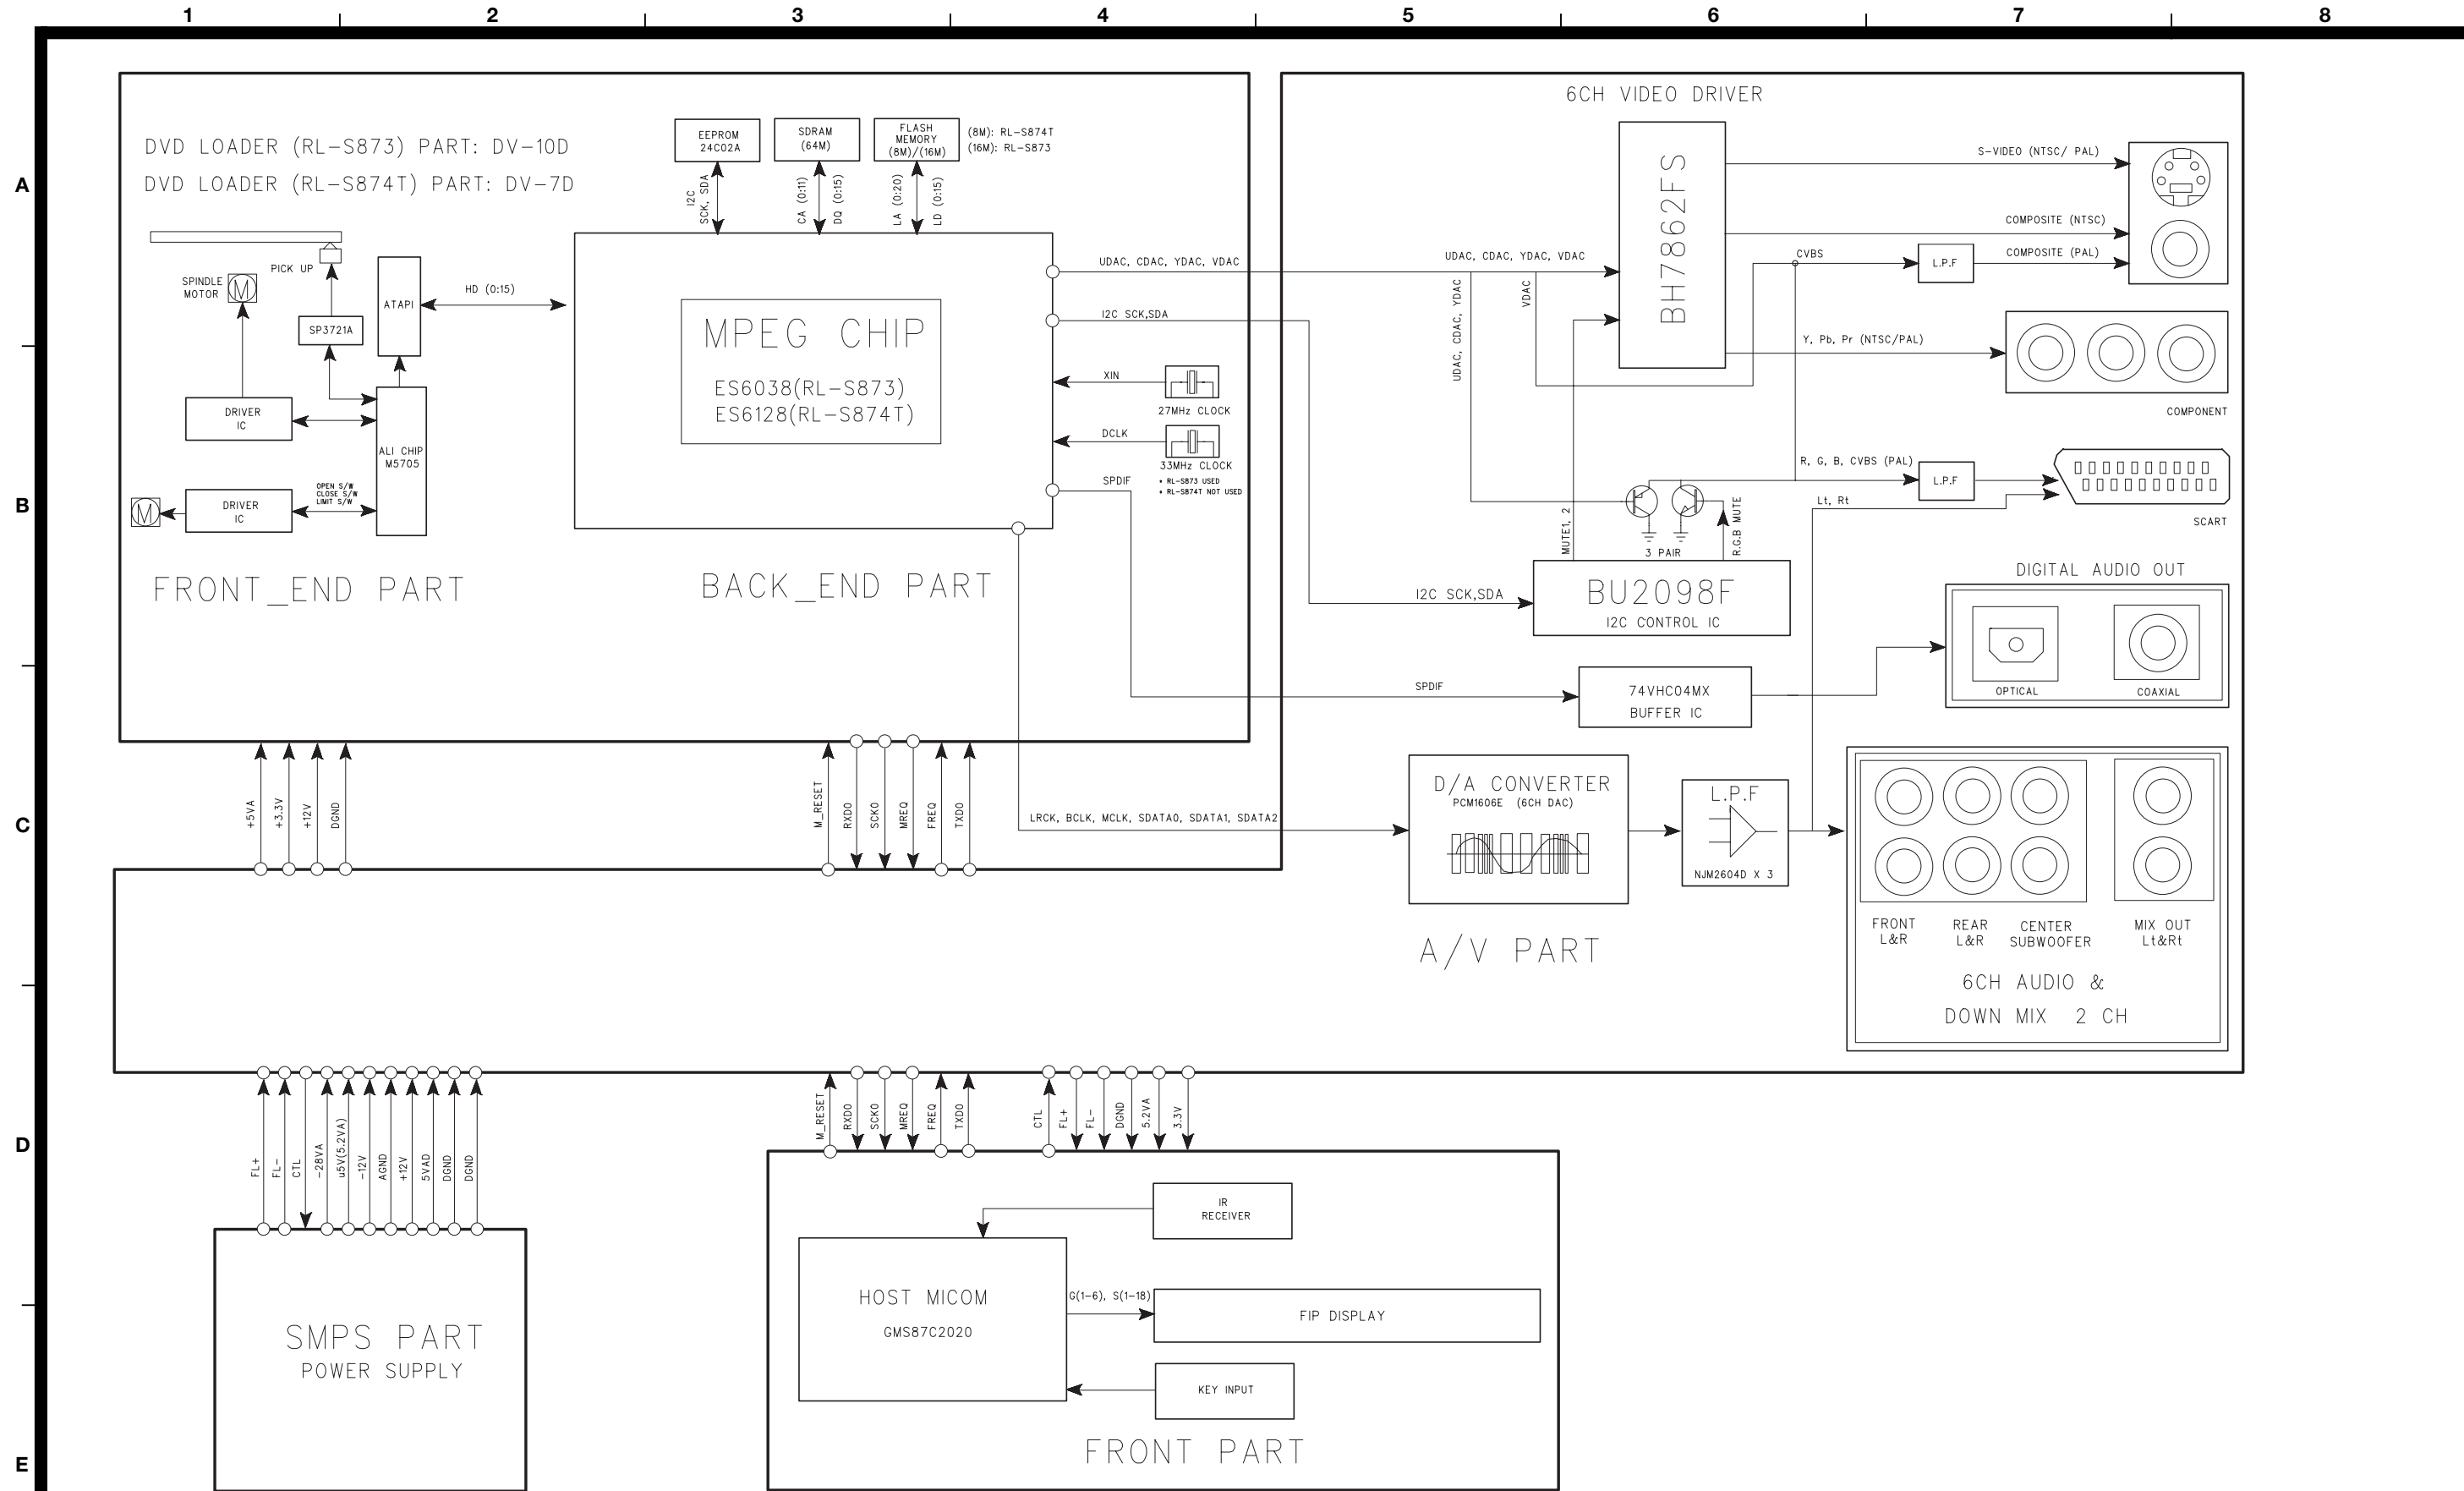 1 2 3 4 5 6 7 8
A
B
C
D
E
DVD LOADER (RL-S873) PART: DV-10D
DVD LOADER (RL-S874T) PART: DV-7D
PICK UP
SPINDLE
MOTOR
M
SP3721A
ATAPI
HD (0:15)
DRIVER
IC
ALI CHIP
M5705
OPEN S/W
CLOSE S/W
LIMIT S/W
DRIVER
IC
M
FRONT_END PART
EEPROM
24C02A
SDRAM
(64M)
FLASH
MEMORY
(8M)/(16M)
(8M): RL-S874T
(16M): RL-S873
I2C
SCK, SDA
CA (0:11)
DQ (0:15)
LA (0:20)
LD (0:15)
MPEG CHIP
ES6038(RL-S873)
ES6128(RL-S874T)
BACK_END PART
UDAC, CDAC, YDAC, VDAC
I2C SCK,SDA
XIN
27MHz CLOCK
DCLK
33MHz CLOCK
* RL-S873 USED
* RL-S874T NOT USED
SPDIF
6CH VIDEO DRIVER
BH7862FS
UDAC, CDAC, YDAC, VDAC
UDAC, CDAC, YDAC
VDAC
S-VIDEO (NTSC/ PAL)
COMPOSITE (NTSC)
CVBS
L.P.F
COMPOSITE (PAL)
Y, Pb, Pr (NTSC/PAL)
COMPONENT
R, G, B, CVBS (PAL)
L.P.F
Lt, Rt
SCART
MUTE1, 2
3 PAIR
R.G.B MUTE
I2C SCK,SDA
BU2098F
I2C CONTROL IC
DIGITAL AUDIO OUT
OPTICAL
COAXIAL
SPDIF
74VHC04MX
BUFFER IC
+5VA
+3.3V
+12V
DGND
M_RESET
RXD0
SCK0
MREQ
FREQ
TXD0
LRCK, BCLK, MCLK, SDATA0, SDATA1, SDATA2
D/A CONVERTER
PCM1606E (6CH DAC)
L.P.F
NJM2604D X 3
A/V PART
FRONT
L&R
REAR
L&R
CENTER
SUBWOOFER
MIX OUT
Lt&Rt
6CH AUDIO &
DOWN MIX 2 CH
FL+
FL-
CTL
-28VA
u5V(5.2VA)
-12V
AGND
+12V
5VAD
DGND
DGND
M_RESET
RXD0
SCK0
MREQ
FREQ
TXD0
CTL
FL+
FL-
DGND
5.2VA
3.3V
SMPS PART
POWER SUPPLY
IR
RECEIVER
HOST MICOM
GMS87C2020
G(1-6), S(1-18)
FIP DISPLAY
KEY INPUT
FRONT PART